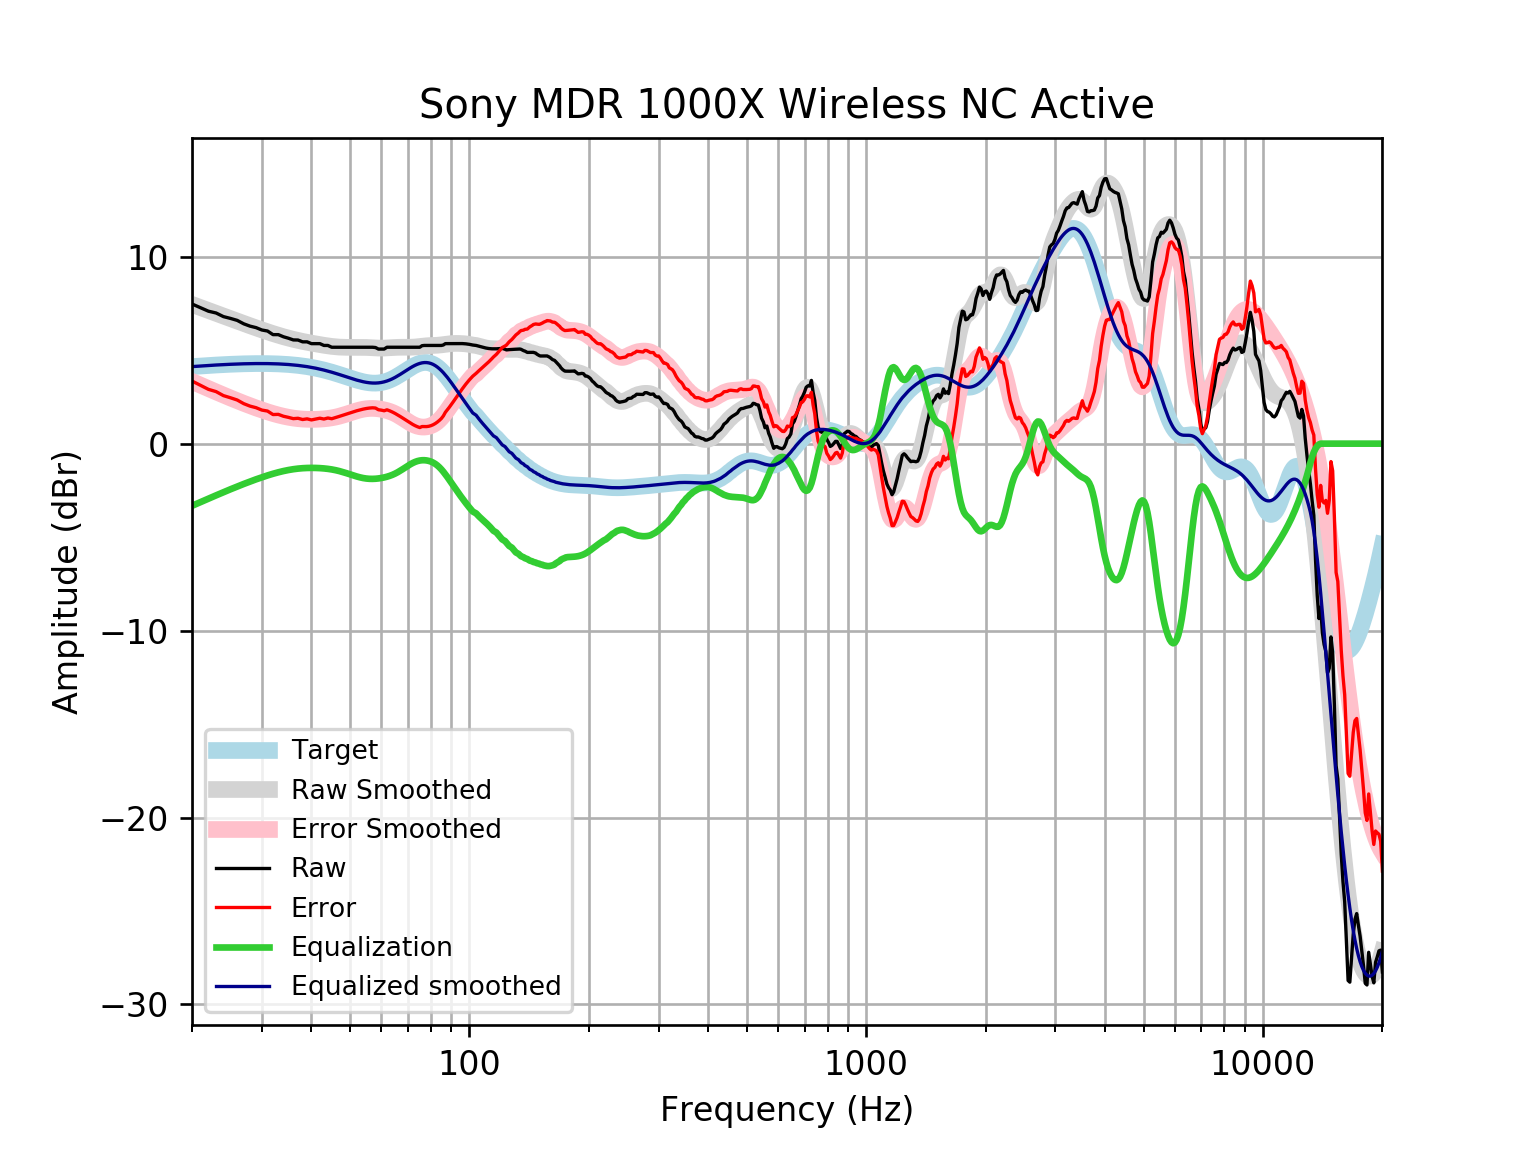 Sony MDR 1000X Wireless NC Active
10
0
−10
−20
−30
Amplitude (dBr)
Target
Raw Smoothed
Error Smoothed
Raw
Error
Equalization
Equalized smoothed
100
1000
10000
Frequency (Hz)